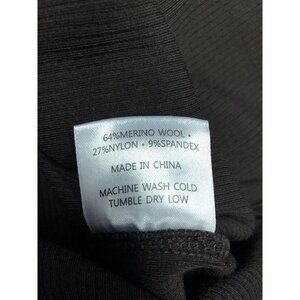 64%MERINO WOOL •
27%NYLON • 9%SPANDEX
MADE IN CHINA
MACHINE WASH COLD
TUMBLE DRY LOW